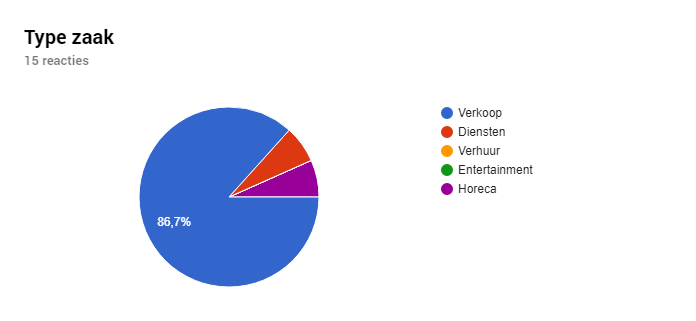 Type zaak
15 reacties
86,7%
Verkoop
Diensten
Verhuur
Entertainment
Horeca